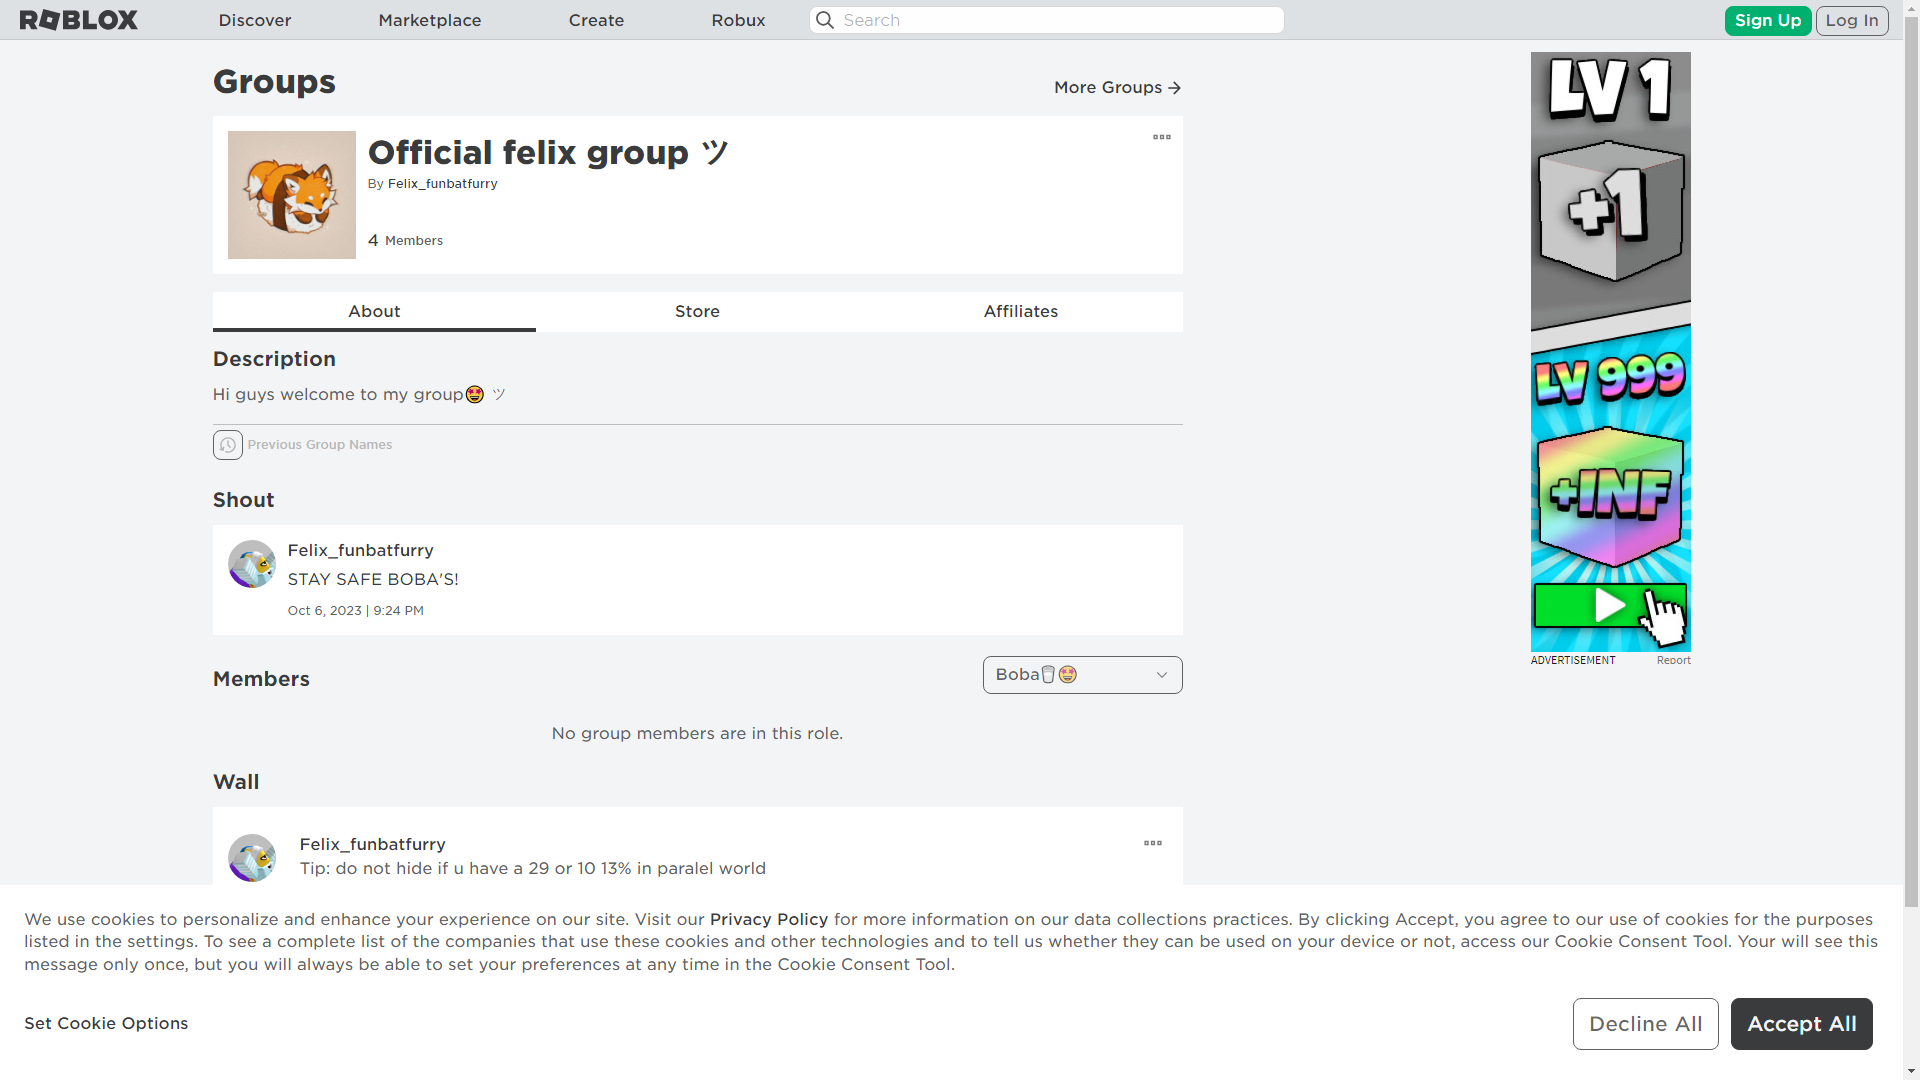 ROBLOX
Discover
Marketplace
Create
Robux
Search
Sign Up
Log In
Groups
More Groups →
Official felix group ツ
By Felix_funbatfurry
4 Members
About
Store
Affiliates
Description
Hi guys welcome to my group🤩 ツ
Previous Group Names
Shout
Felix_funbatfurry
STAY SAFE BOBA'S!
Oct 6, 2023 | 9:24 PM
Members
Boba🥛🤩
No group members are in this role.
Wall
Felix_funbatfurry
Tip: do not hide if u have a 29 or 10 13% in paralel world
LV 1
+1
LV 999
+INF
ADVERTISEMENT
Report
We use cookies to personalize and enhance your experience on our site. Visit our Privacy Policy for more information on our data collections practices. By clicking Accept, you agree to our use of cookies for the purposes
listed in the settings. To see a complete list of the companies that use these cookies and other technologies and to tell us whether they can be used on your device or not, access our Cookie Consent Tool. Your will see this
message only once, but you will always be able to set your preferences at any time in the Cookie Consent Tool.
Set Cookie Options
Decline All
Accept All